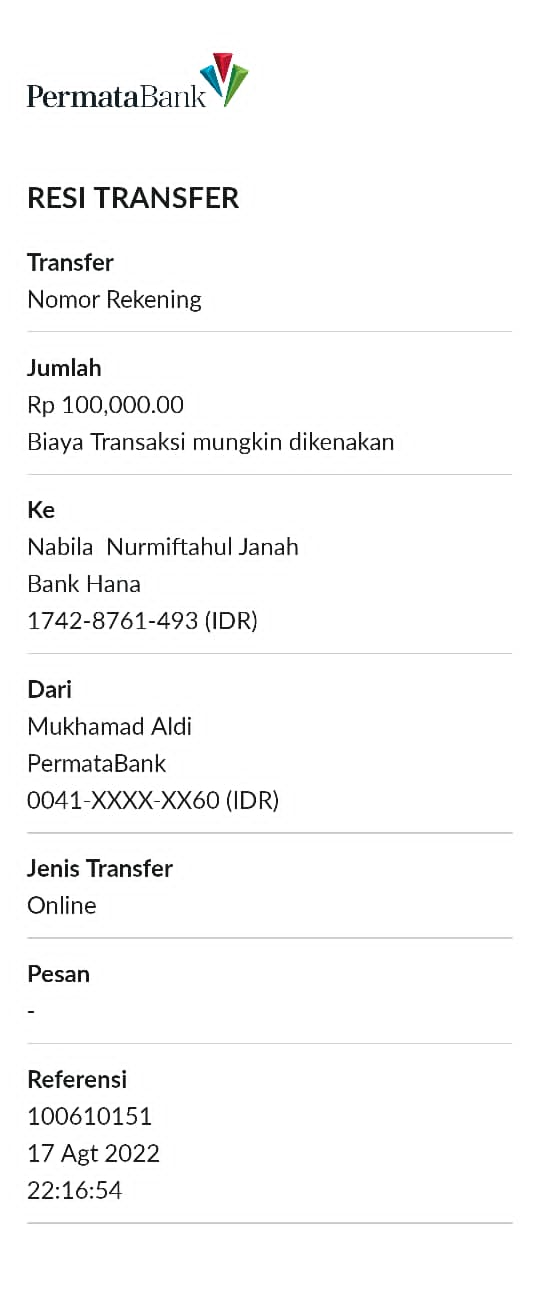 PermataBank
RESI TRANSFER
Transfer
Nomor Rekening
Jumlah
Rp 100,000.00
Biaya Transaksi mungkin dikenakan
Ke
Nabila  Nurmiftahul Janah
Bank Hana
1742-8761-493 (IDR)
Dari
Mukhamad Aldi
PermataBank
0041-XXXX-XX60 (IDR)
Jenis Transfer
Online
Pesan
-
Referensi
100610151
17 Agt 2022
22:16:54